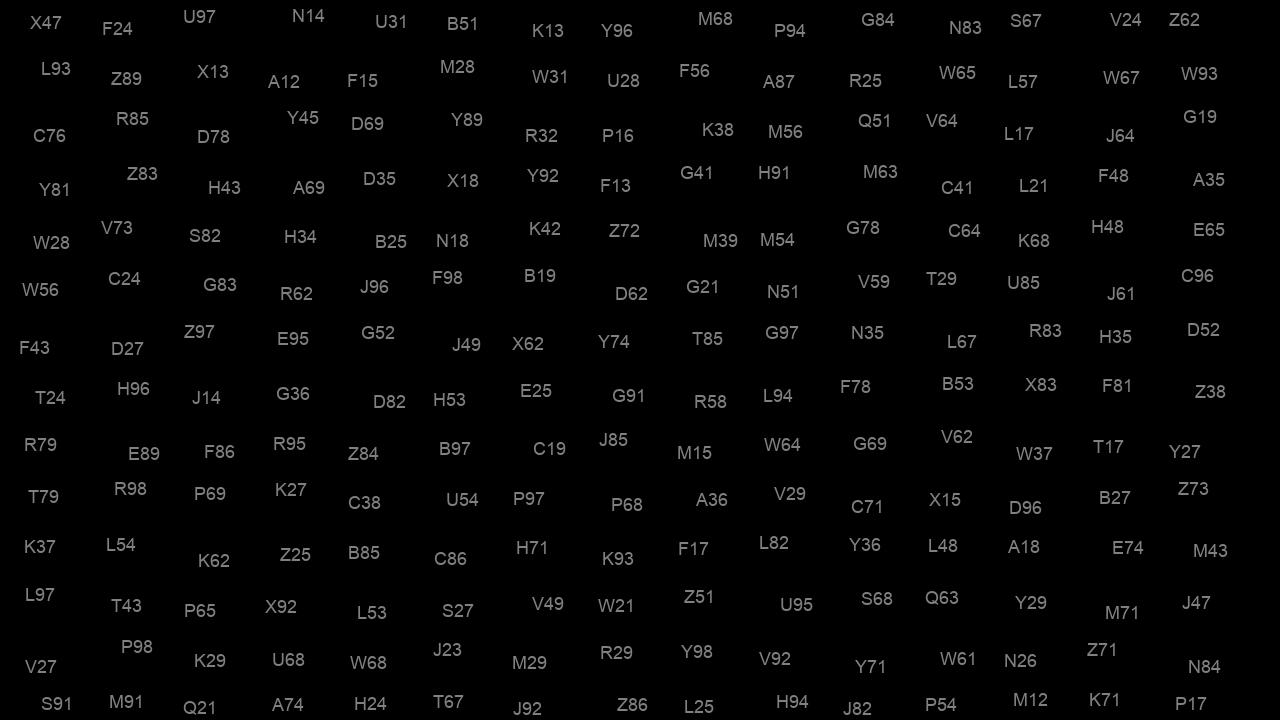 X47 F24 U97 N14 U31 B51 K13 Y96 M68 P94 G84 N83 S67 V24 Z62
L93 Z89 X13 A12 F15 M28 W31 U28 F56 A87 R25 W65 L57 W67 W93
C76 R85 D78 Y45 D69 Y89 R32 P16 K38 M56 Q51 V64 L17 J64 G19
Y81 Z83 H43 A69 D35 X18 Y92 F13 G41 H91 M63 C41 L21 F48 A35
W28 V73 S82 H34 B25 N18 K42 Z72 M39 M54 G78 C64 K68 H48 E65
W56 C24 G83 R62 J96 F98 B19 D62 G21 N51 V59 T29 U85 J61 C96
F43 D27 Z97 E95 G52 J49 X62 Y74 T85 G97 N35 L67 R83 H35 D52
T24 H96 J14 G36 D82 H53 E25 G91 R58 L94 F78 B53 X83 F81 Z38
R79 E89 F86 R95 Z84 B97 C19 J85 M15 W64 G69 V62 W37 T17 Y27
T79 R98 P69 K27 C38 U54 P97 P68 A36 V29 C71 X15 D96 B27 Z73
K37 L54 K62 Z25 B85 C86 H71 K93 F17 L82 Y36 L48 A18 E74 M43
L97 T43 P65 X92 L53 S27 V49 W21 Z51 U95 S68 Q63 Y29 M71 J47
V27 P98 K29 U68 W68 J23 M29 R29 Y98 V92 Y71 W61 N26 Z71 N84
S91 M91 Q21 A74 H24 T67 J92 Z86 L25 H94 J82 P54 M12 K71 P17